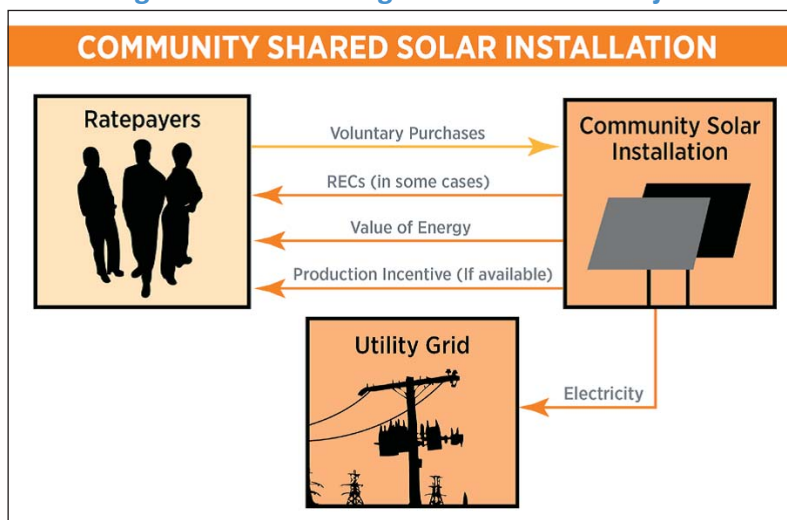 COMMUNITY SHARED SOLAR INSTALLATION
Ratepayers
Voluntary Purchases
RECs (in some cases)
Value of Energy
Production Incentive (If available)
Community Solar
Installation
Utility Grid
Electricity